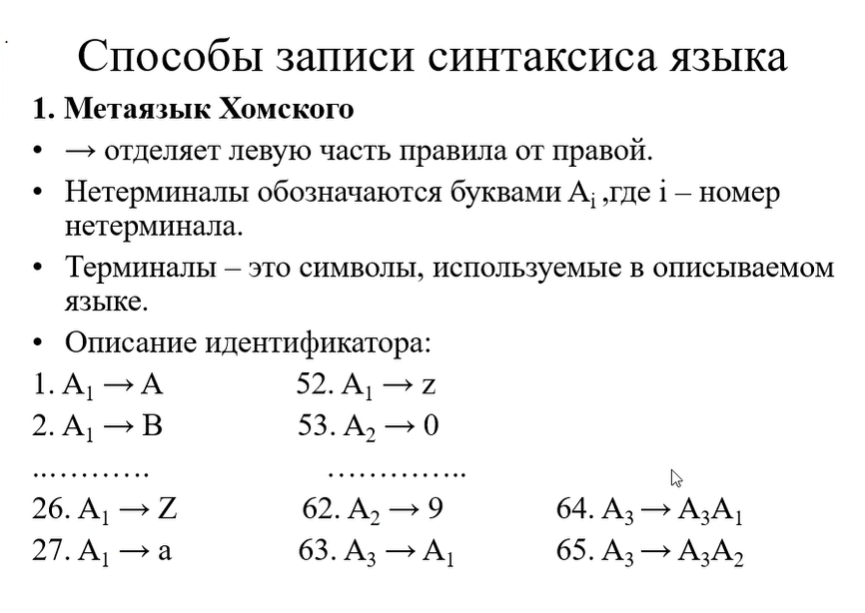 Способы записи синтаксиса языка
1. Метаязык Хомского
• → отделяет левую часть правила от правой.
• Нетерминалы обозначаются буквами Aᵢ ,где i – номер
нетерминала.
• Терминалы – это символы, используемые в описываемом
языке.
• Описание идентификатора:
1. A₁ → A 52. A₁ → z
2. A₁ → B 53. A₂ → 0
………… …………..
26. A₁ → Z 62. A₂ → 9 64. A₃ → A₃A₁
27. A₁ → a 63. A₃ → A₁ 65. A₃ → A₃A₂